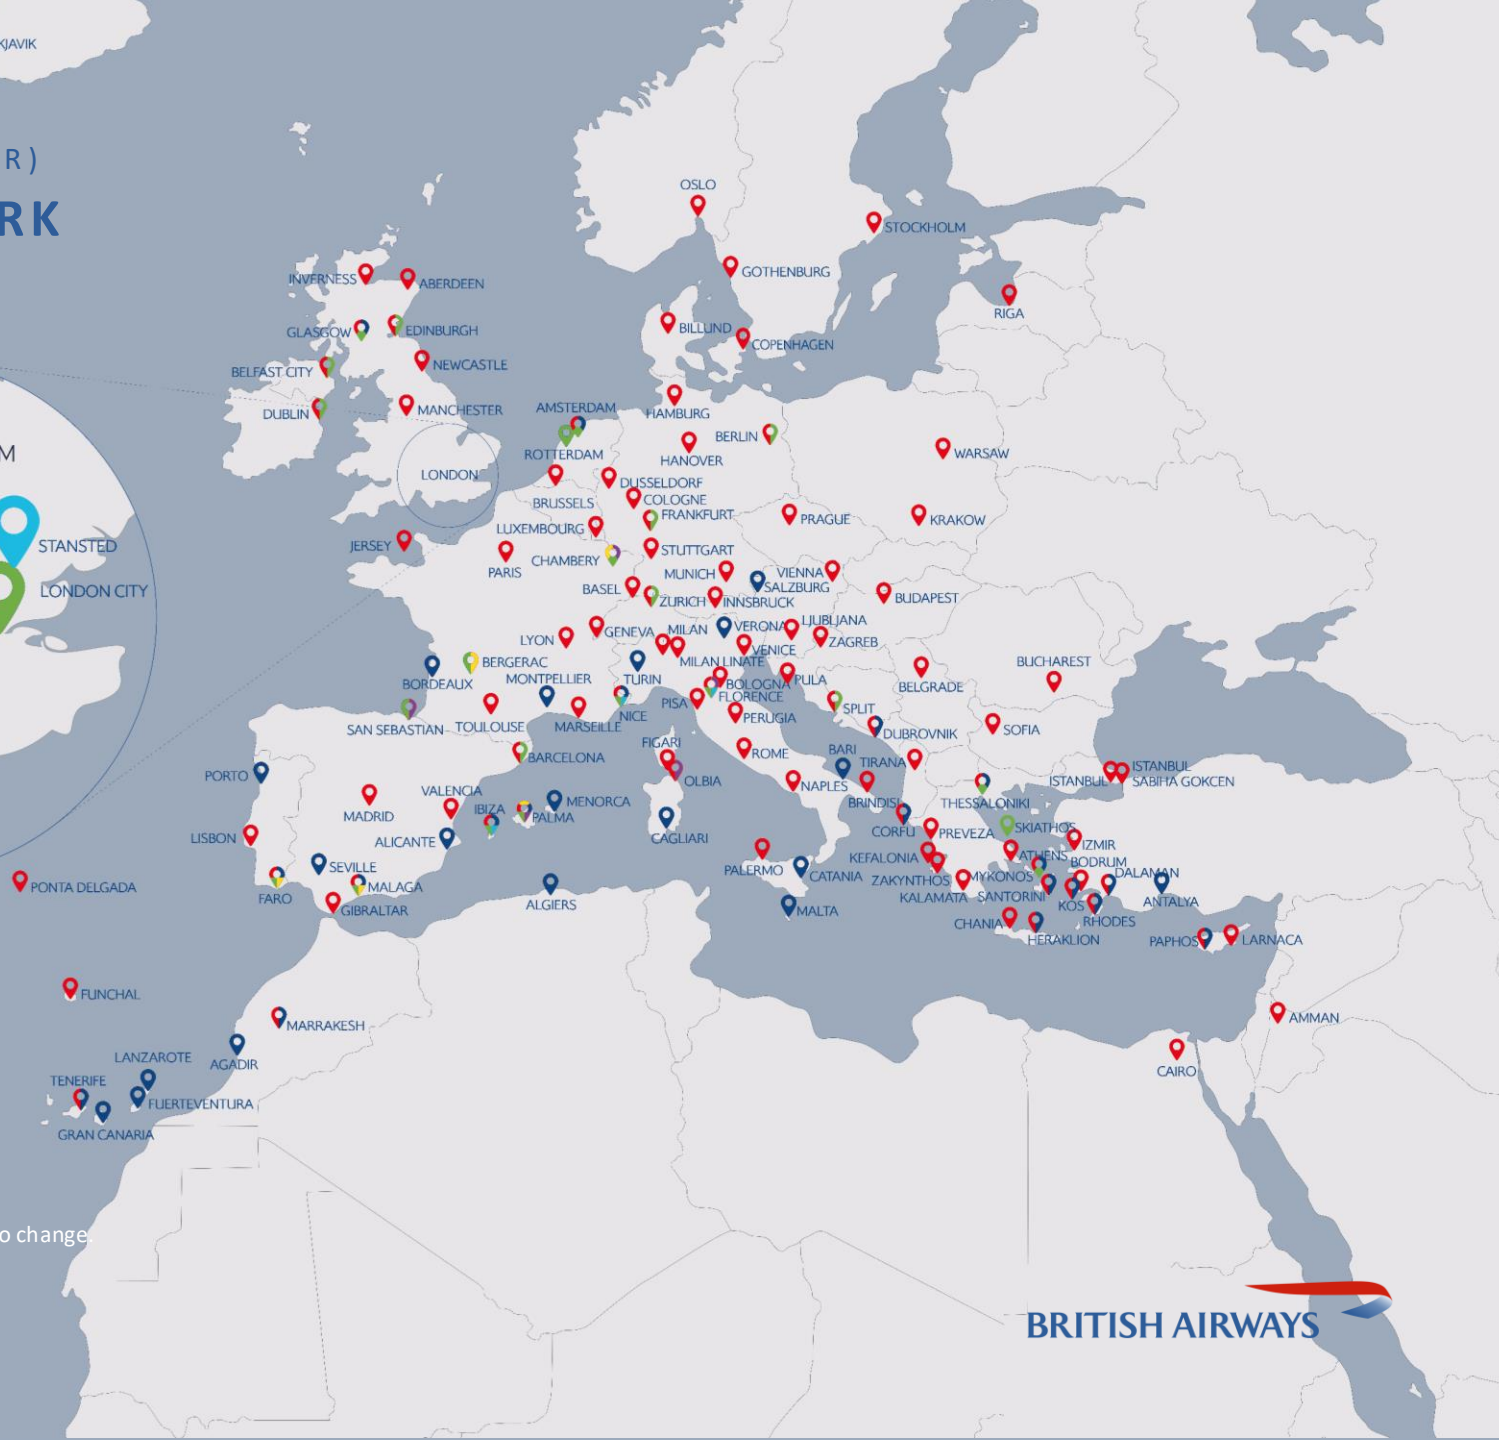 KJAVIK
R)
RK
OSLO
STOCKHOLM
GOTHENBURG
INVERNESS
ABERDEEN
RIGA
GLASGOW
EDINBURGH
BILLUND
COPENHAGEN
BELFAST CITY
NEWCASTLE
DUBLIN
MANCHESTER
AMSTERDAM
HAMBURG
BERLIN
M
ROTTERDAM
HANOVER
WARSAW
LONDON
DUSSELDORF
BRUSSELS
COLOGNE
FRANKFURT
PRAGUE
KRAKOW
LUXEMBOURG
STANSTED
JERSEY
PARIS
CHAMBERY
STUTTGART
MUNICH
VIENNA
SALZBURG
LONDON CITY
BASEL
ZURICH
INNSBRUCK
BUDAPEST
LYON
GENEVA
MILAN
VERONA
LJUBLJANA
ZAGREB
VENICE
BERGERAC
MILAN LINATE
BELGRADE
BUCHAREST
BORDEAUX
MONTPELLIER
TURIN
BOLOGNA
PULA
FLORENCE
SAN SEBASTIAN
TOULOUSE
MARSEILLE
NICE
PISA
PERUGIA
SPLIT
DUBROVNIK
SOFIA
BARCELONA
FIGARI
ROME
BARI
TIRANA
PORTO
OLBIA
NAPLES
BRINDISI
THESSALONIKI
ISTANBUL
ISTANBUL
SABIHA GOKCEN
MADRID
VALENCIA
IBIZA
PALMA
MENORCA
LISBON
ALICANTE
CAGLIARI
CORFU
PREVEZA
SKIATHOS
IZMIR
SEVILLE
PALERMO
CATANIA
KEFALONIA
ATHENS
BODRUM
PONTA DELGADA
FARO
MALAGA
ZAKYNTHOS
MYKONOS
DALAMAN
GIBRALTAR
ALGIERS
MALTA
KALAMATA
SANTORINI
KOS
ANTALYA
CHANIA
RHODES
HERAKLION
PAPHOS
LARNACA
FUNCHAL
MARRAKESH
AMMAN
LANZAROTE
AGADIR
CAIRO
TENERIFE
FUERTEVENTURA
GRAN CANARIA
o change.
BRITISH AIRWAYS